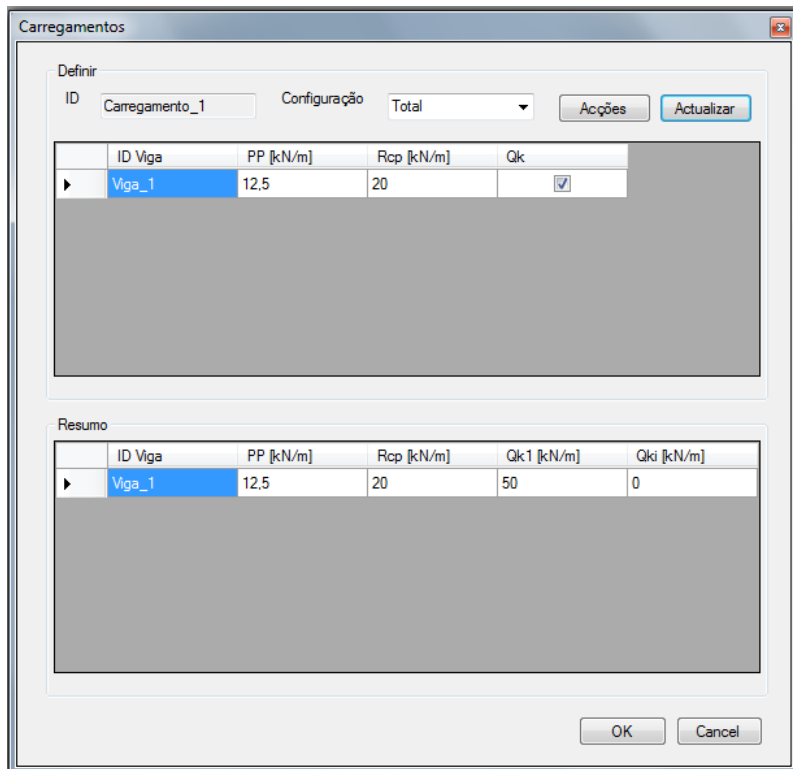 Carregamentos
Definir
ID Carregamento_1 Configuração Total Acções Actualizar
ID Viga PP [kN/m] Rcp [kN/m] Qk
Viga_1 12,5 20
Resumo
ID Viga PP [kN/m] Rcp [kN/m] Qk1 [kN/m] Qki [kN/m]
Viga_1 12,5 20 50 0
OK Cancel